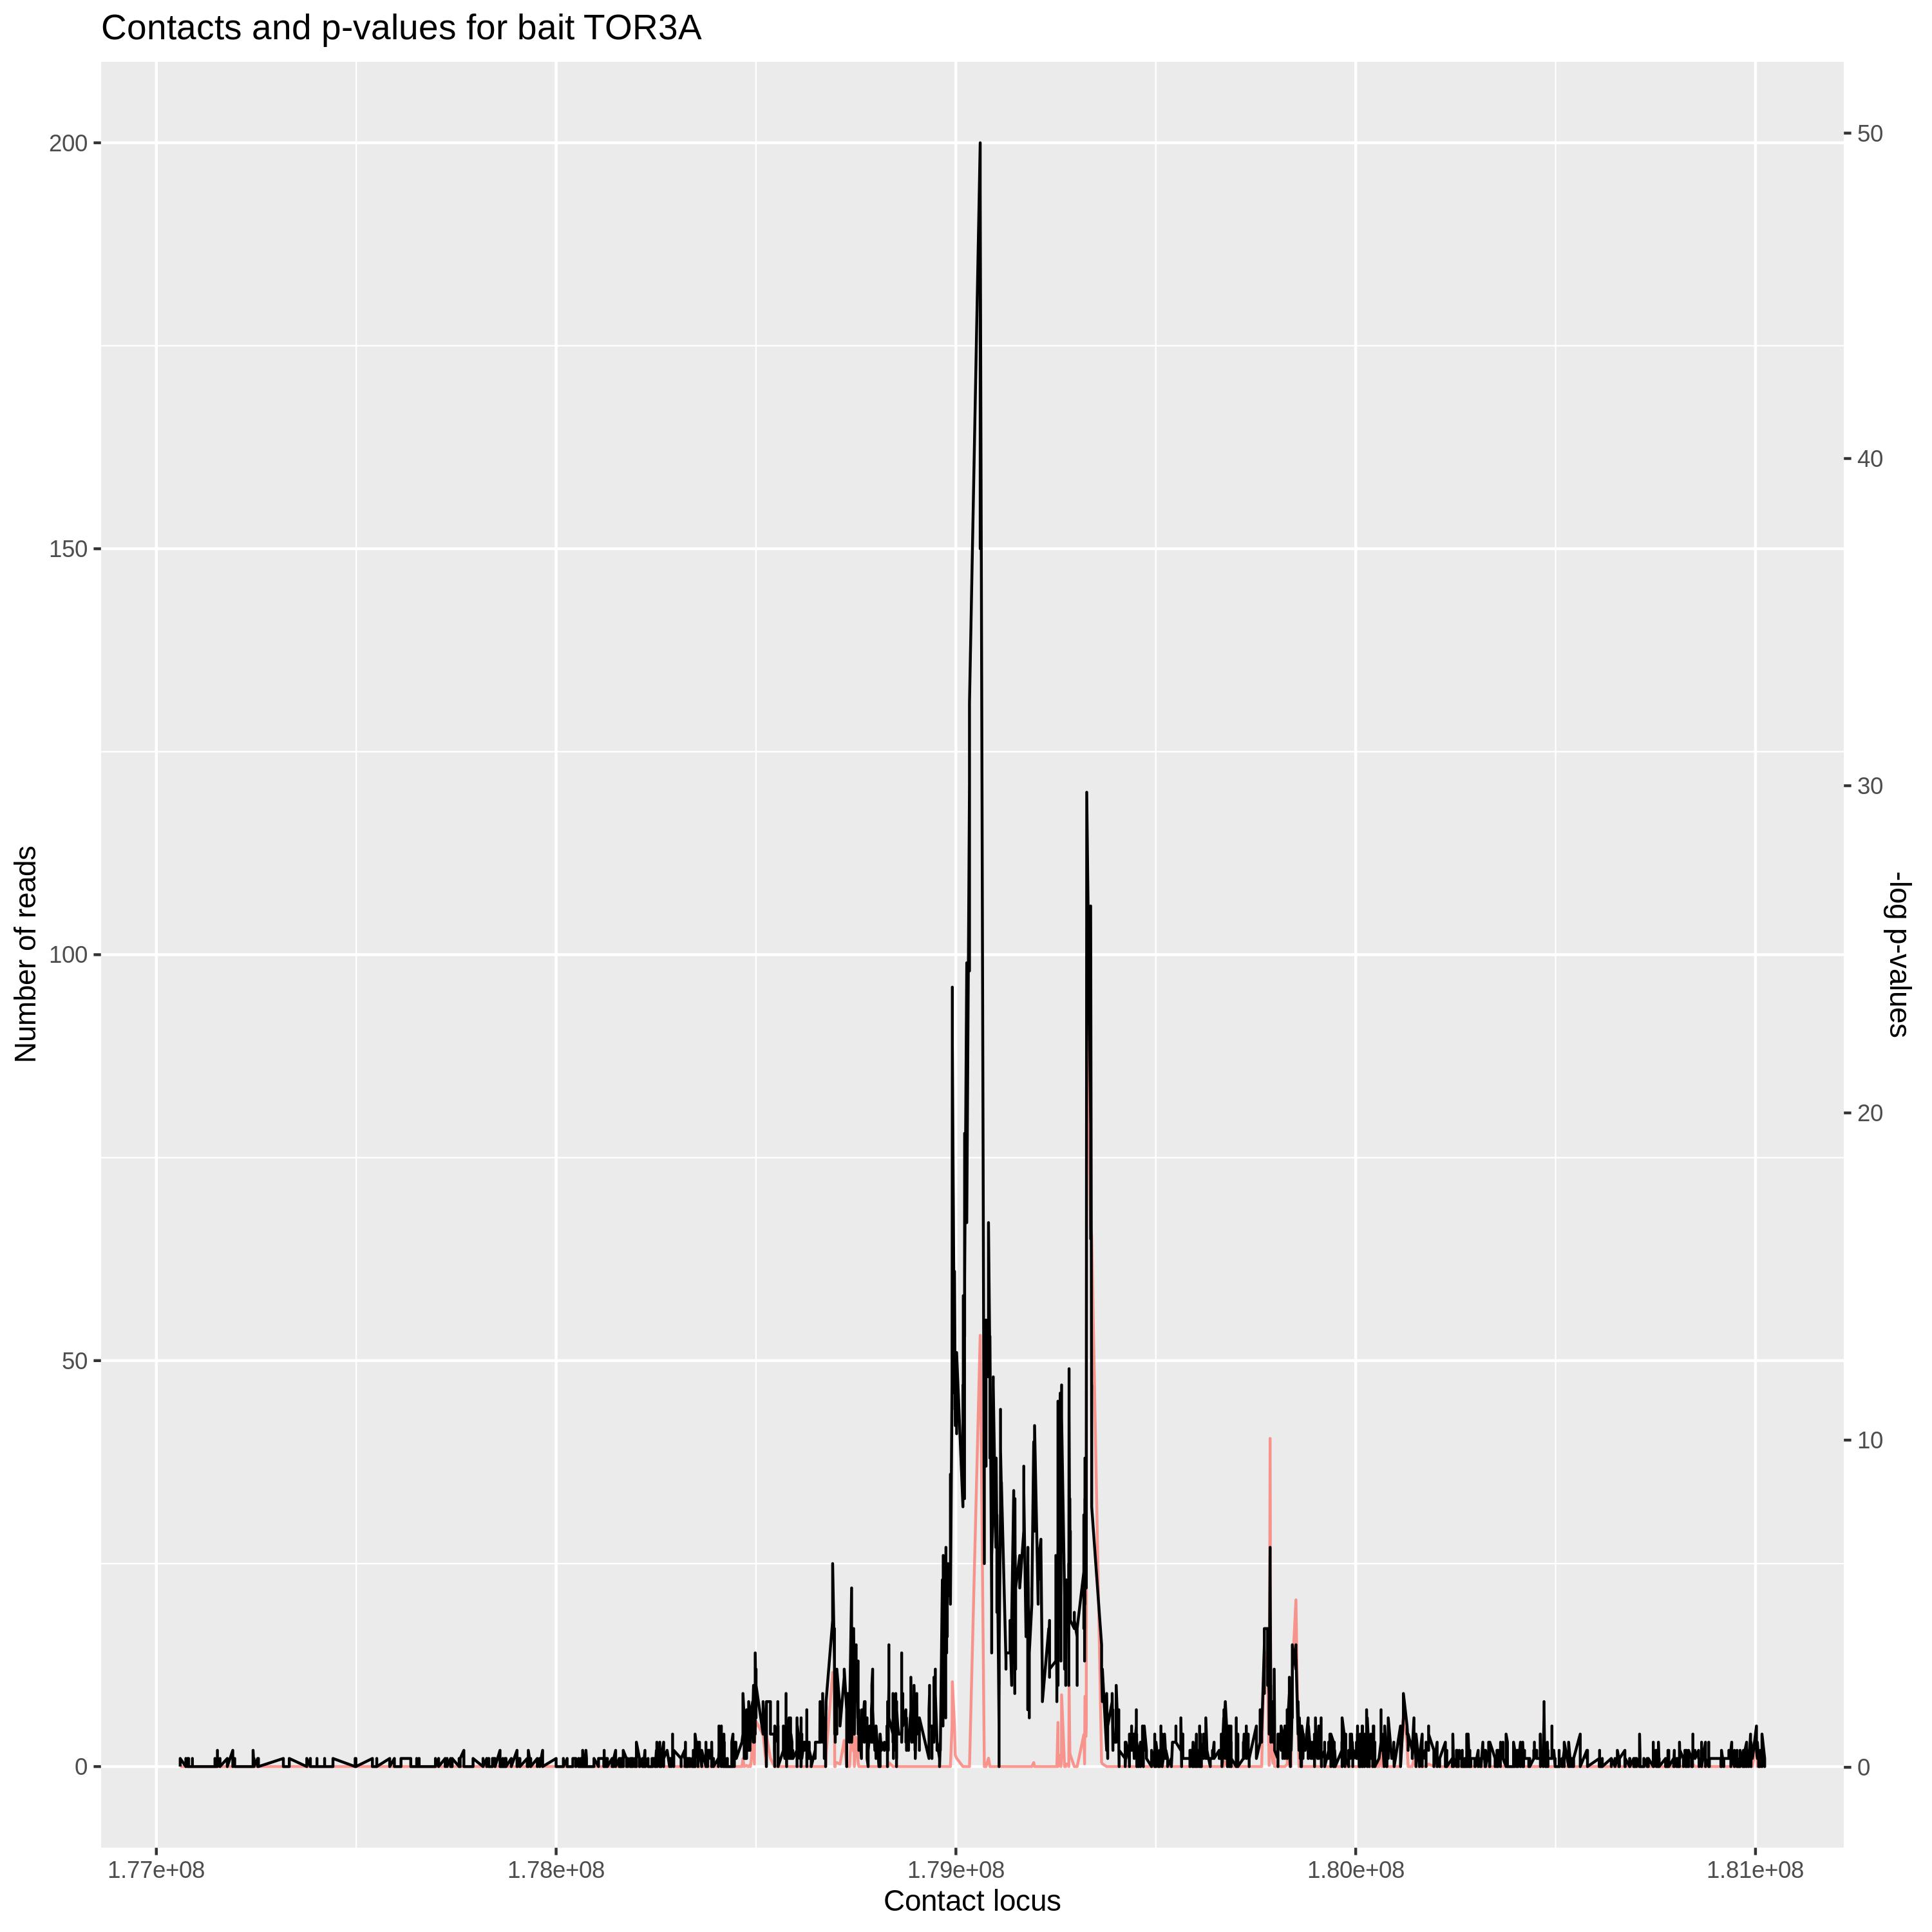 Contacts and p-values for bait TOR3A
200
150
100
50
0
50
40
30
20
10
0
Number of reads
-log p-values
1.77e+08 1.78e+08 1.79e+08 1.80e+08 1.81e+08
Contact locus